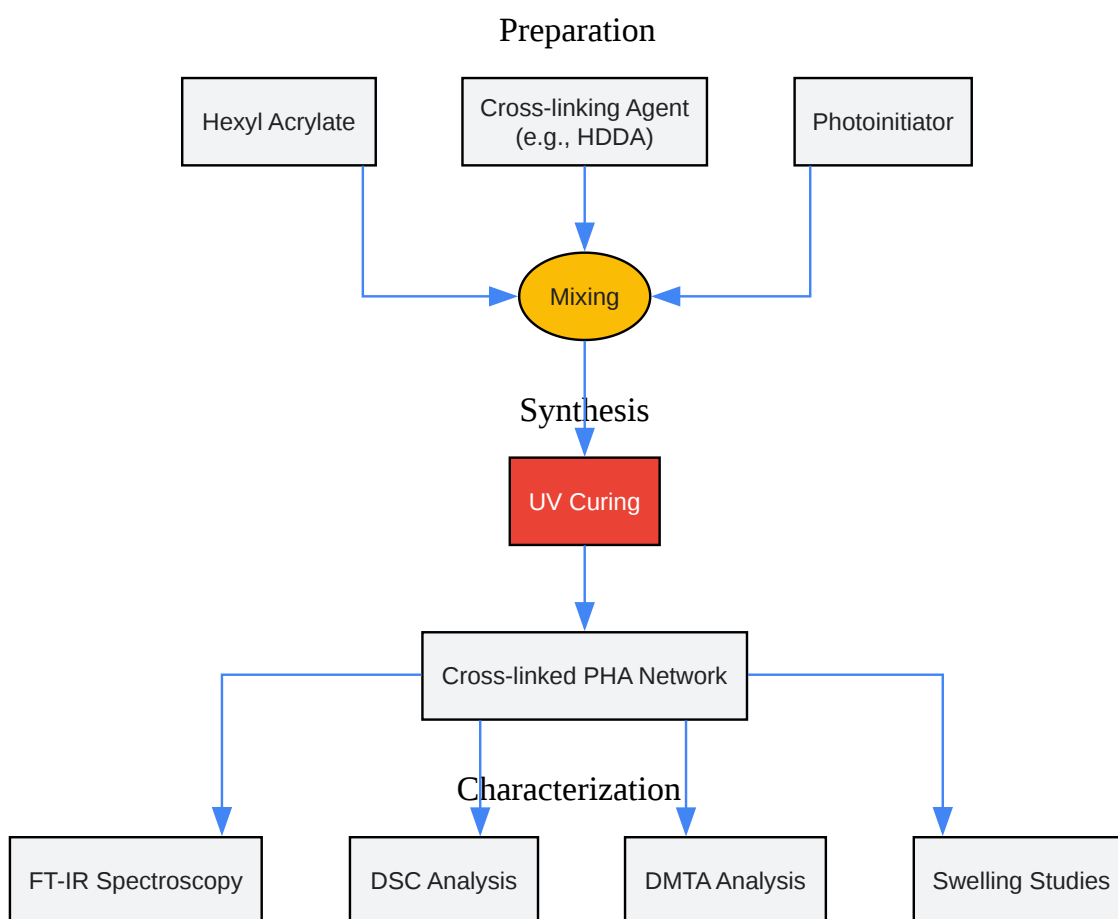 Preparation
Hexyl Acrylate
Cross-linking Agent
(e.g., HDDA)
Photoinitiator
Mixing
Synthesis
UV Curing
Cross-linked PHA Network
Characterization
FT-IR Spectroscopy
DSC Analysis
DMTA Analysis
Swelling Studies